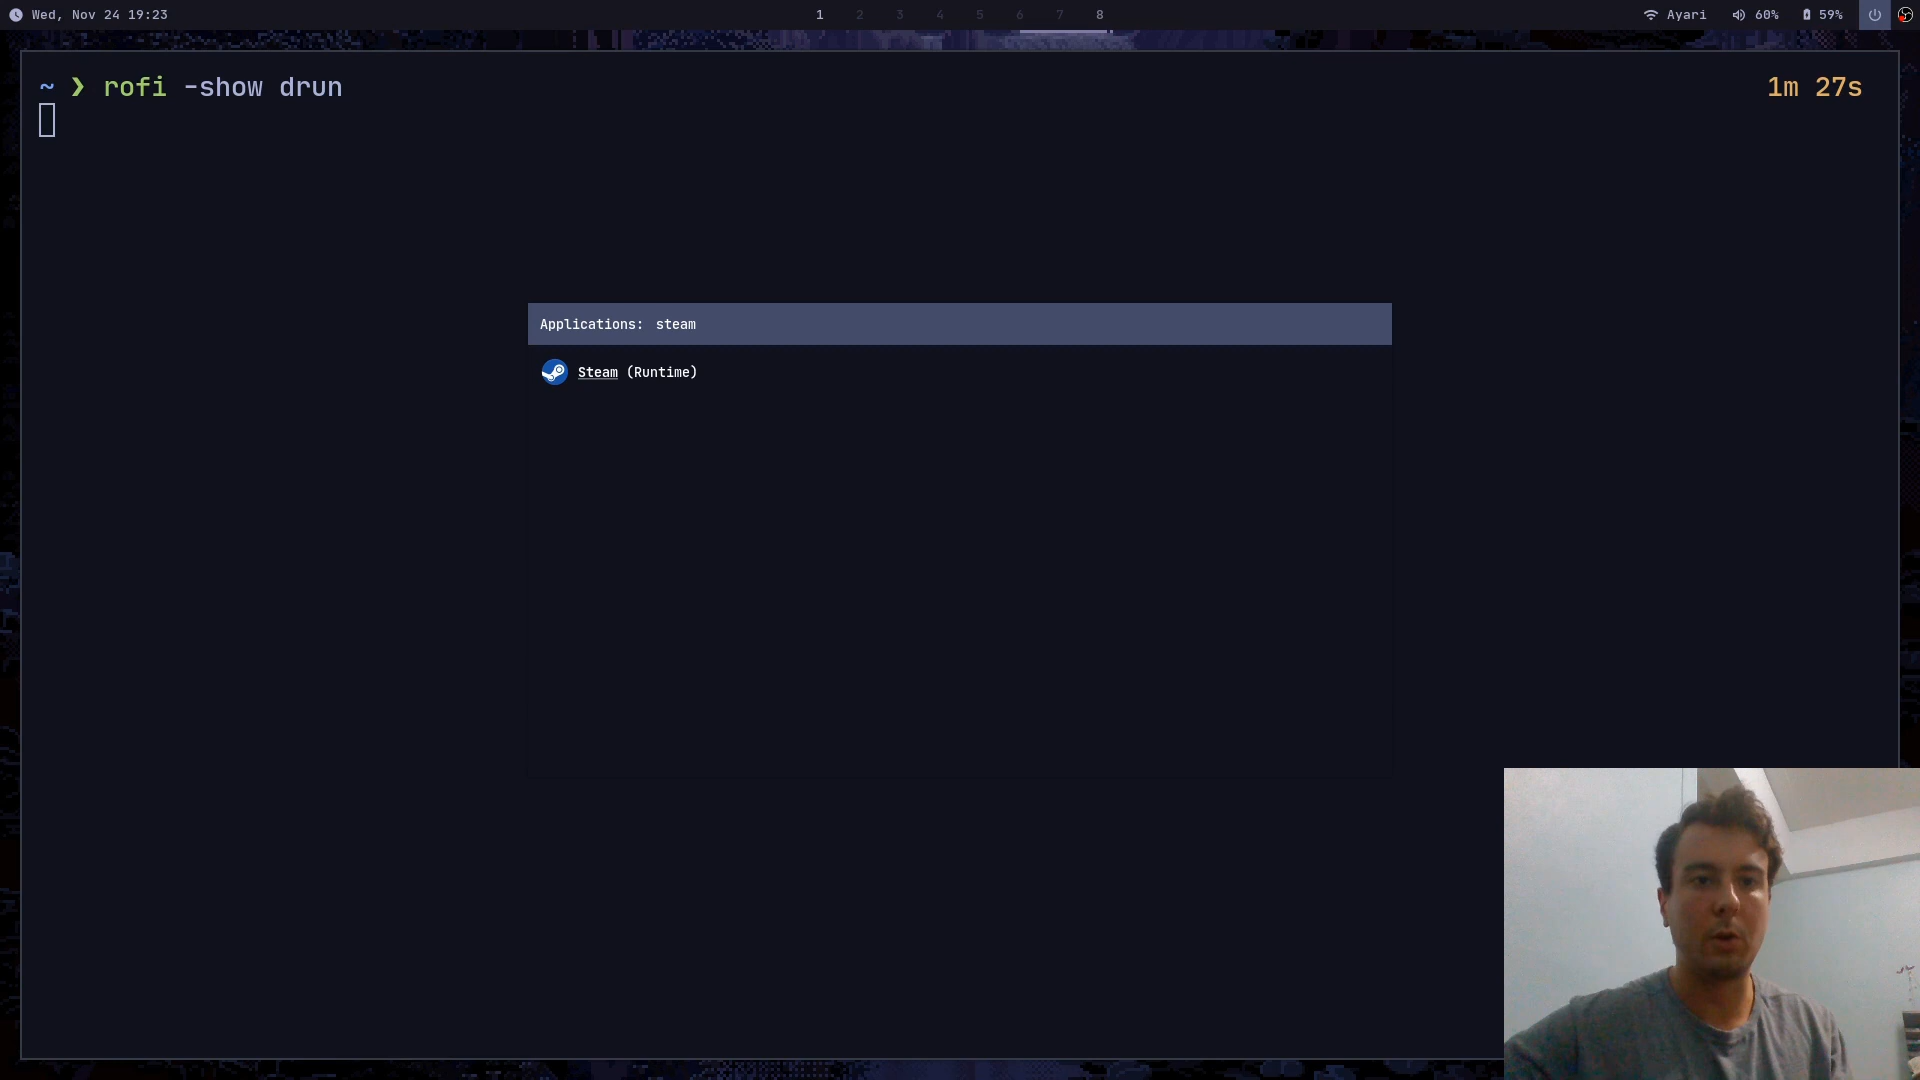 Wed, Nov 24 19:23
1 2 3 4 5 6 7 8
Ayari 60% 59%
~ ❯ rofi -show drun 1m 27s
Applications: steam
Steam (Runtime)